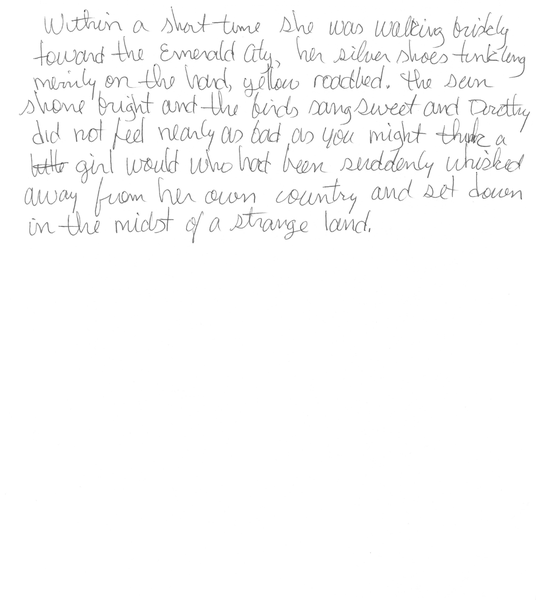 Within a short time she was walking briskly
toward the Emerald City, her silver shoes tinkling
merrily on the hard, yellow roadbed. The sun
shone bright and the birds sang sweet and Dorothy
did not feel nearly as bad as you might think a
little girl would who had been suddenly whisked
away from her own country and set down
in the midst of a strange land.